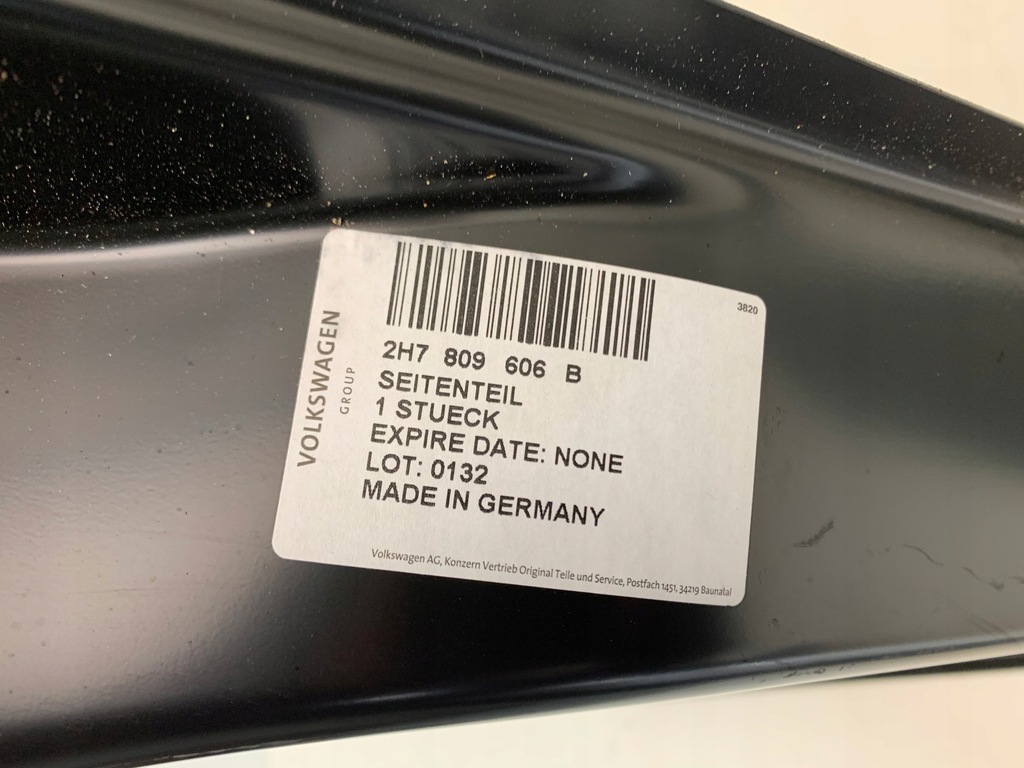 3820
2H7 809 606 B
SEITENTEIL
1 STUECK
EXPIRE DATE: NONE
LOT: 0132
MADE IN GERMANY
VOLKSWAGEN
GROUP
Volkswagen AG, Konzern Vertrieb Original Teile und Service, Postfach 1451, 34219 Baunatal